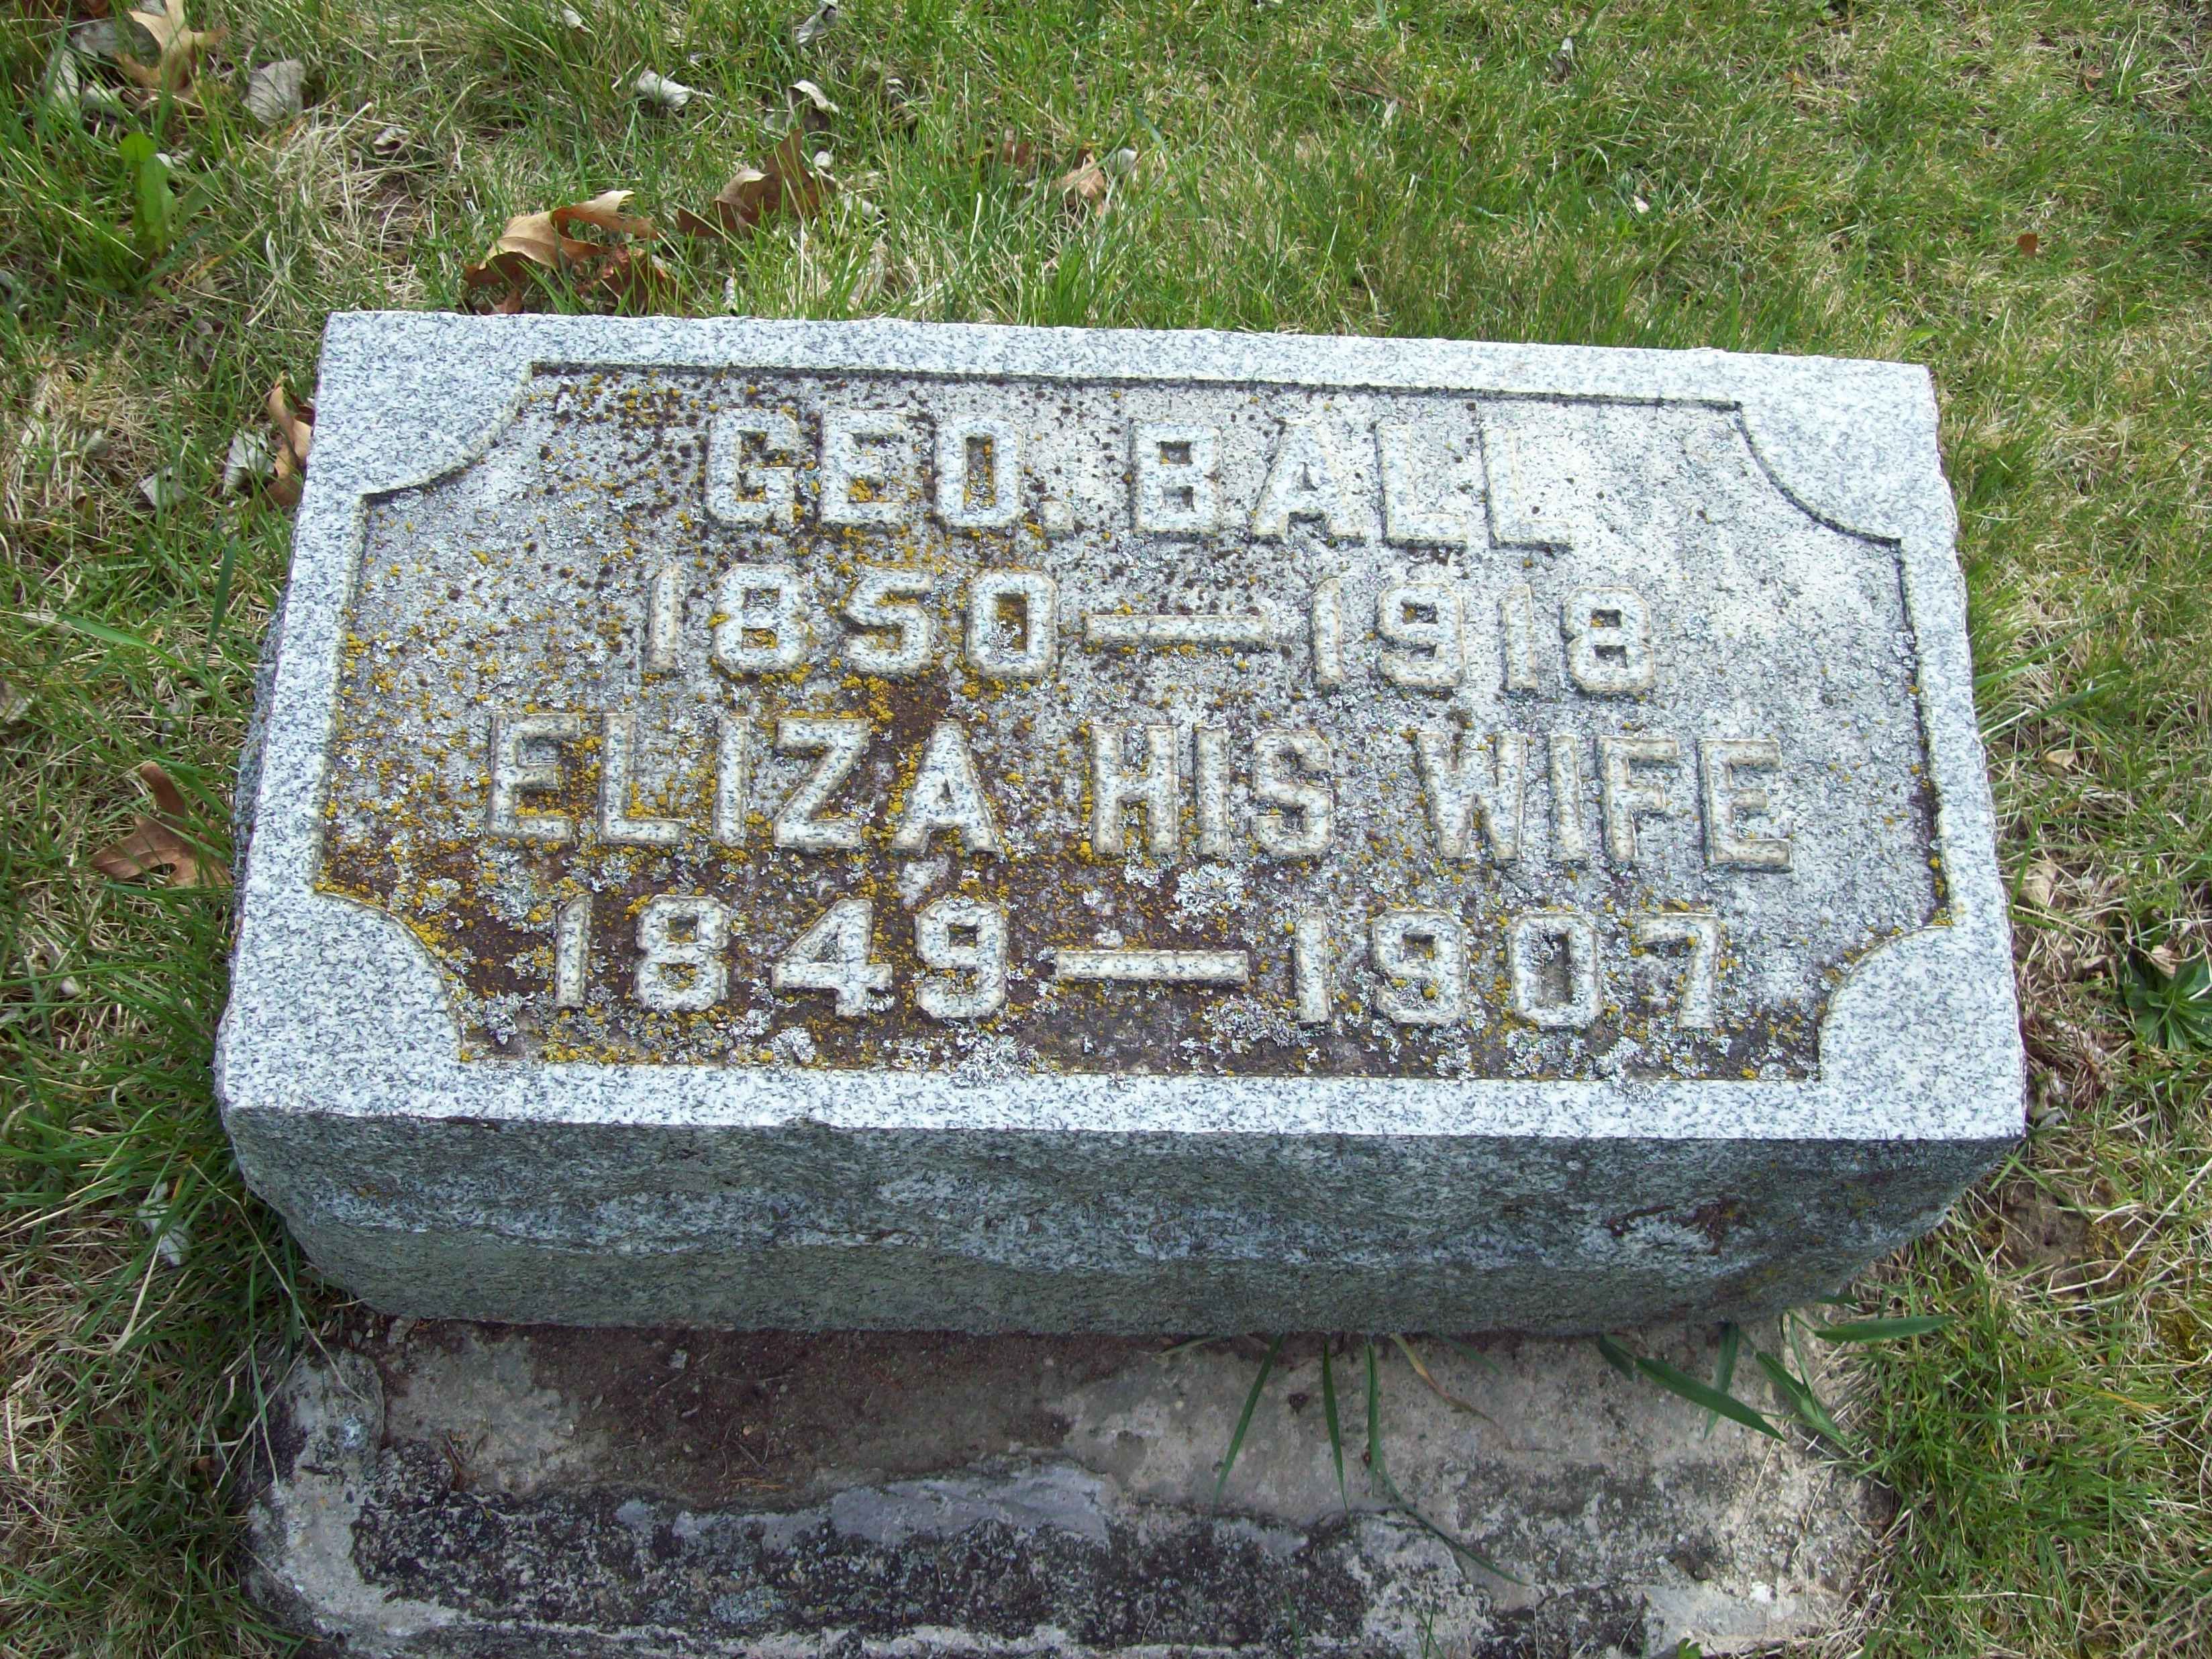 GEO. BALL
1850—1918
ELIZA HIS WIFE
1849—1907